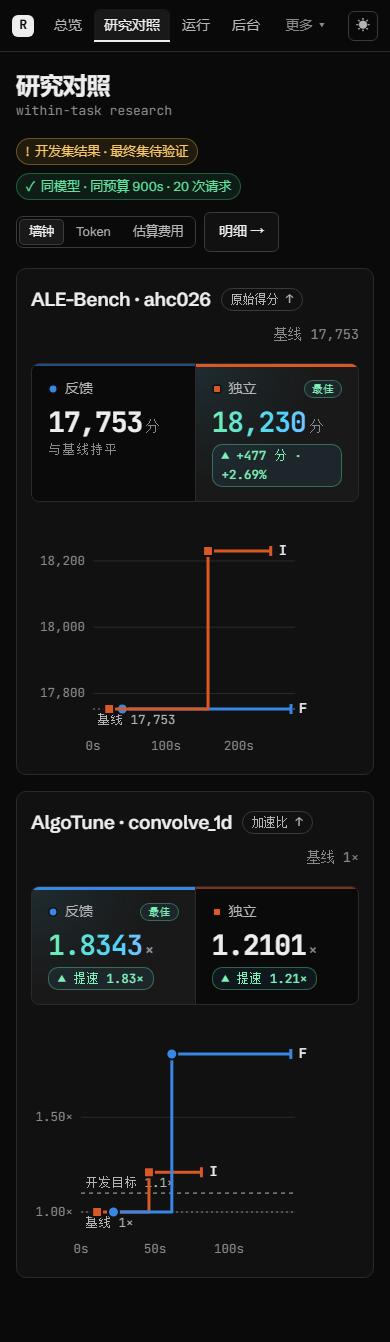 R 总览 研究对照 运行 后台 更多 ▾
研究对照
within-task research
! 开发集结果 · 最终集待验证
✓ 同模型 · 同预算 900s · 20 次请求
墙钟 Token 估算费用 明细 →
ALE-Bench · ahc026 原始得分 ↑
基线 17,753
反馈 独立 最佳
17,753 分 18,230 分
与基线持平
▲ +477 分 ·
+2.69%
I
18,200
18,000
17,800
F
基线 17,753
0s 100s 200s
AlgoTune · convolve_1d 加速比 ↑
基线 1×
反馈 最佳 独立
1.8343× 1.2101×
▲ 提速 1.83× ▲ 提速 1.21×
F
1.50×
I
开发目标 1.1×
1.00×
基线 1×
0s 50s 100s